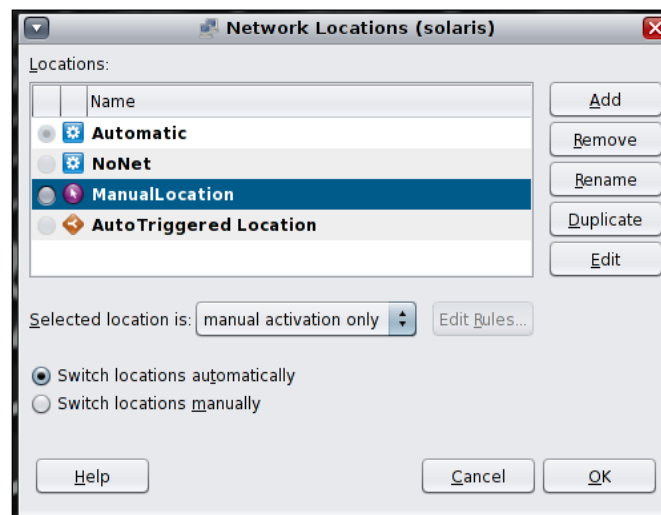 Network Locations (solaris)
Locations:
Name
Add
Automatic
Remove
NoNet
Rename
ManualLocation
Duplicate
AutoTriggered Location
Edit
Selected location is: manual activation only Edit Rules...
Switch locations automatically
Switch locations manually
Help Cancel OK